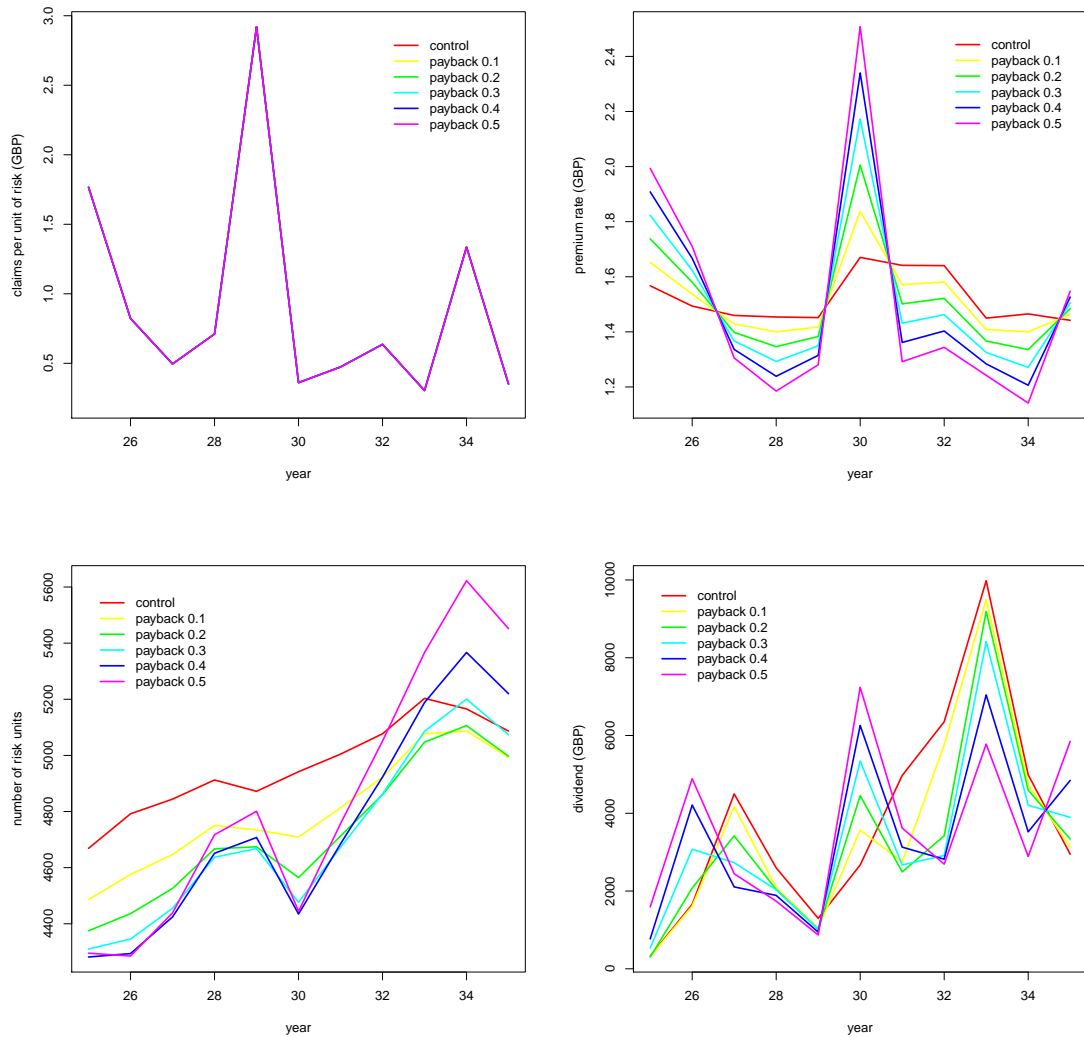 claims per unit of risk (GBP)
3.0
2.5
2.0
1.5
1.0
0.5
control
payback 0.1
payback 0.2
payback 0.3
payback 0.4
payback 0.5
26 28 30 32 34
year
premium rate (GBP)
2.4
2.2
2.0
1.8
1.6
1.4
1.2
control
payback 0.1
payback 0.2
payback 0.3
payback 0.4
payback 0.5
26 28 30 32 34
year
number of risk units
5600
5400
5200
5000
4800
4600
4400
control
payback 0.1
payback 0.2
payback 0.3
payback 0.4
payback 0.5
26 28 30 32 34
year
dividend (GBP)
10000
8000
6000
4000
2000
0
control
payback 0.1
payback 0.2
payback 0.3
payback 0.4
payback 0.5
26 28 30 32 34
year